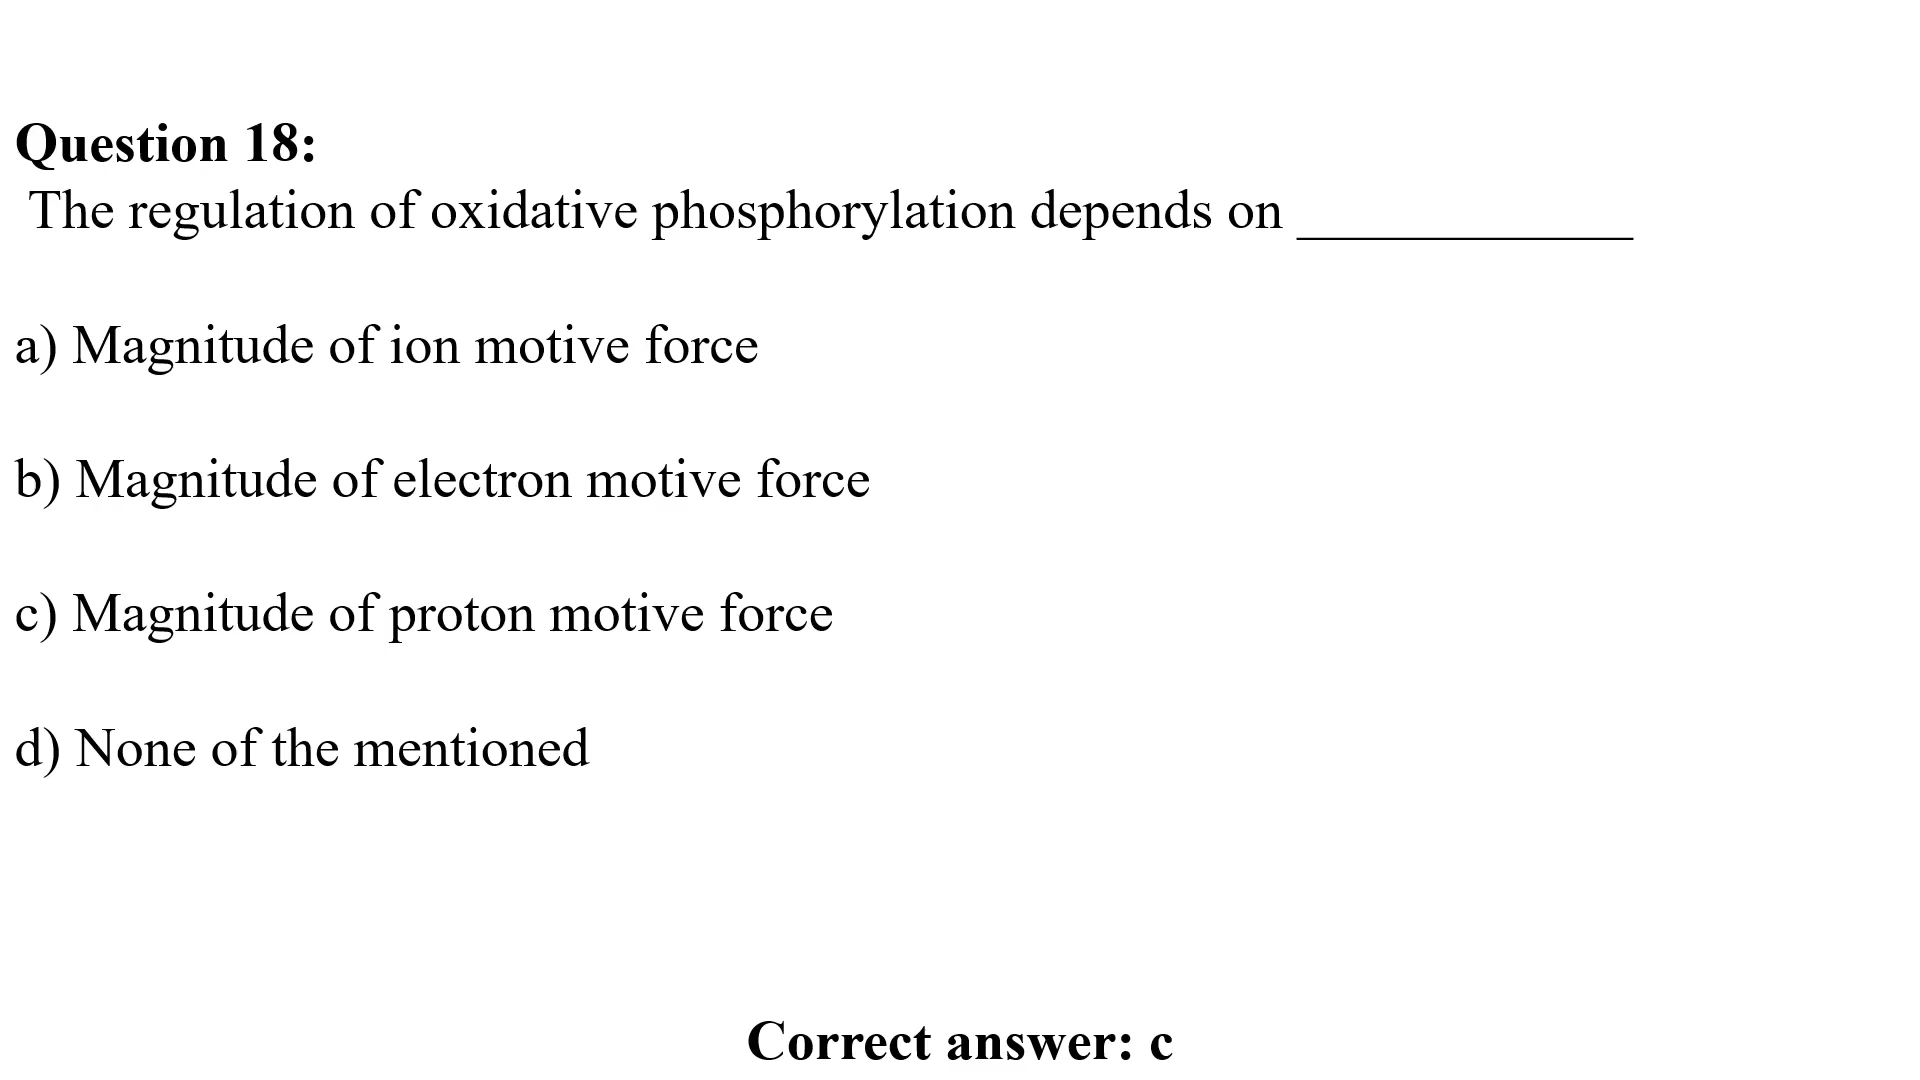 Question 18:
The regulation of oxidative phosphorylation depends on ____________
a) Magnitude of ion motive force
b) Magnitude of electron motive force
c) Magnitude of proton motive force
d) None of the mentioned
Correct answer: c